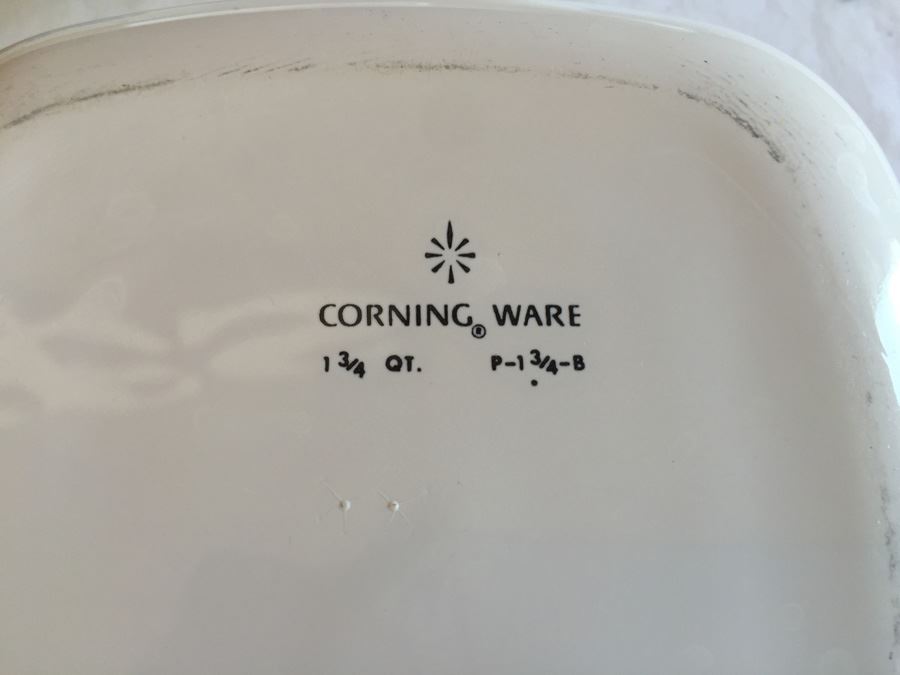 CORNING® WARE
1 3/4 QT. P-1 3/4-B